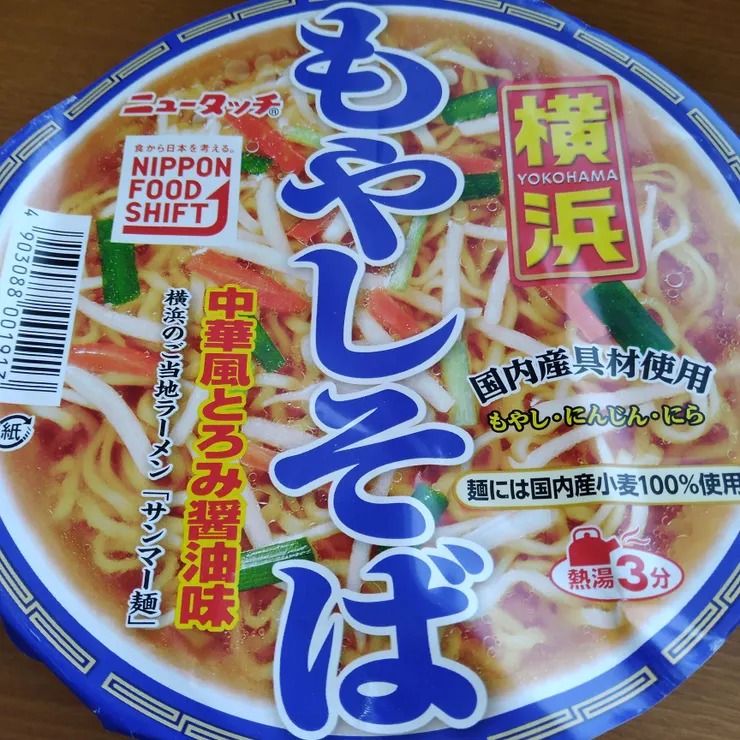 ニュータッチ®
食から日本を考える。
NIPPON
FOOD
SHIFT
横浜
YOKOHAMA
もやしそば
中華風とろみ醤油味
横浜のご当地ラーメン「サンマー麺」
国内産具材使用
もやし・にんじん・にら
麺には国内産小麦100%使用
熱湯3分
4 903088 001917
紙